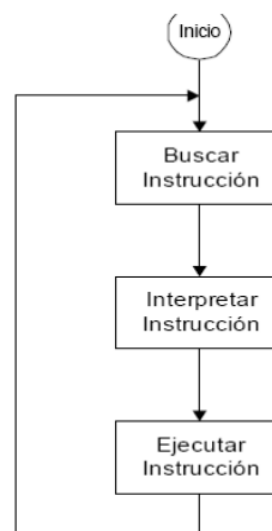 Inicio
Buscar
Instrucción
Interpretar
Instrucción
Ejecutar
Instrucción